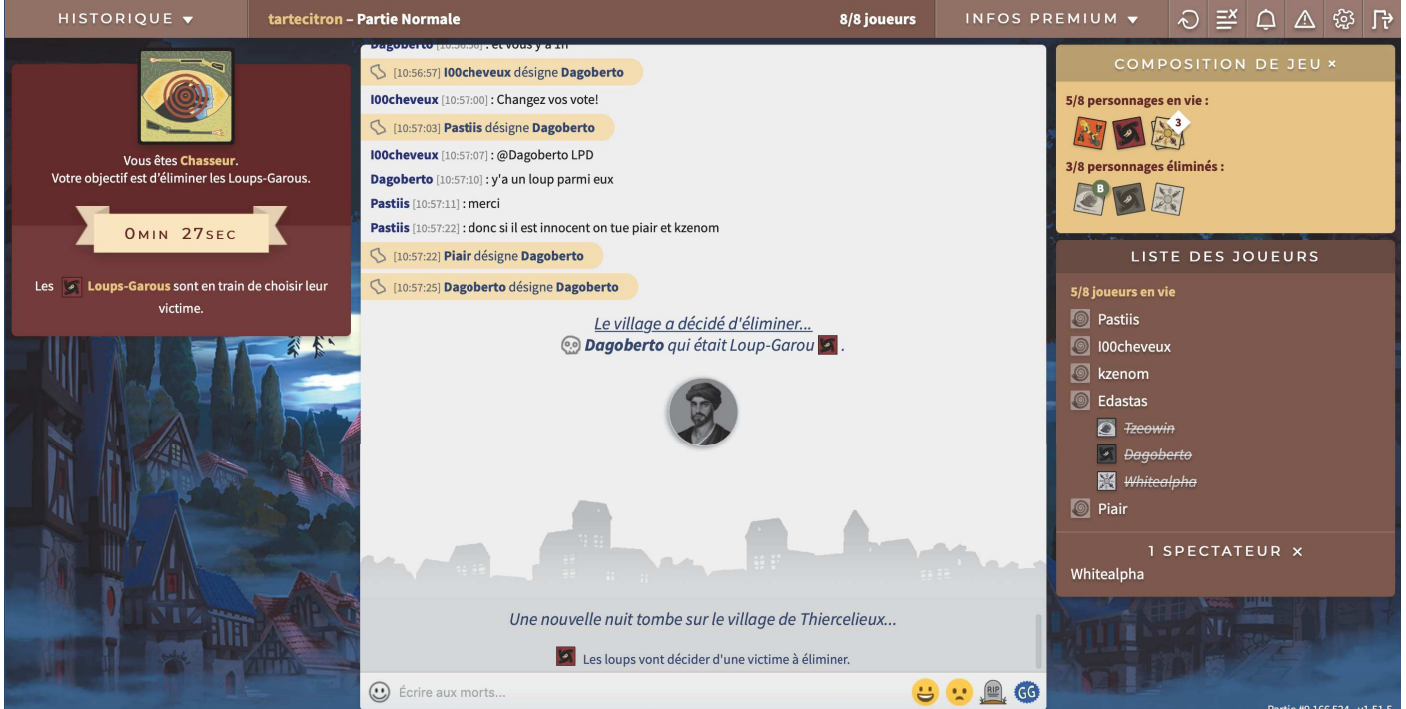 HISTORIQUE ▼
tartecitron – Partie Normale
8/8 joueurs
INFOS PREMIUM ▼
Vous êtes Chasseur.
Votre objectif est d'éliminer les Loups-Garous.
0MIN 27SEC
Les Loups-Garous sont en train de choisir leur
victime.
Dagoberto [10:56:56] : et vous y'a 1h
[10:56:57] I00cheveux désigne Dagoberto
I00cheveux [10:57:00] : Changez vos vote!
[10:57:03] Pastiis désigne Dagoberto
I00cheveux [10:57:07] : @Dagoberto LPD
Dagoberto [10:57:10] : y'a un loup parmi eux
Pastiis [10:57:11] : merci
Pastiis [10:57:22] : donc si il est innocent on tue piair et kzenom
[10:57:22] Piair désigne Dagoberto
[10:57:25] Dagoberto désigne Dagoberto
Le village a décidé d'éliminer...
Dagoberto qui était Loup-Garou .
Une nouvelle nuit tombe sur le village de Thiercelieux...
Les loups vont décider d'une victime à éliminer.
Écrire aux morts...
RIP
GG
COMPOSITION DE JEU ×
5/8 personnages en vie :
3
3/8 personnages éliminés :
B
LISTE DES JOUEURS
5/8 joueurs en vie
Pastiis
I00cheveux
kzenom
Edastas
Tzeowin
Dagoberto
Whitealpha
Piair
1 SPECTATEUR ×
Whitealpha